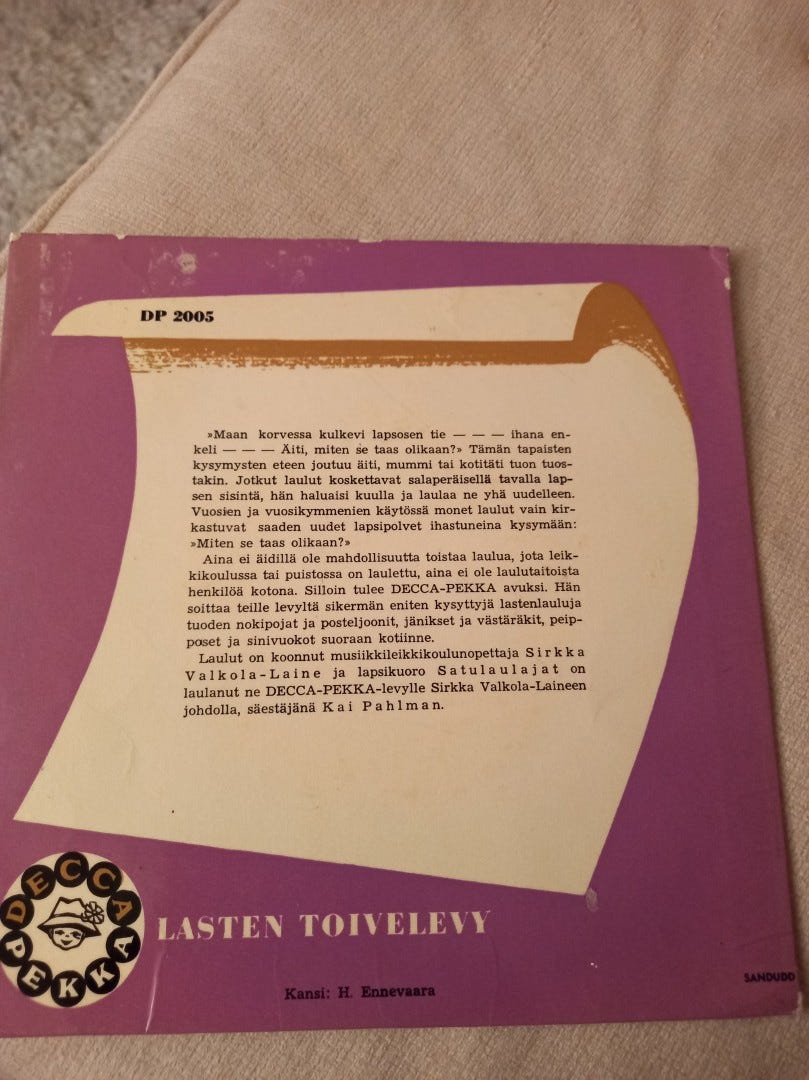 DP 2005
»Maan korvessa kulkevi lapsosen tie — — — ihana en-
keli — — — Äiti, miten se taas olikaan?» Tämän tapaisten
kysymysten eteen joutuu äiti, mummi tai kotitäti tuon tuos-
takin. Jotkut laulut koskettavat salaperäisellä tavalla lap-
sen sisintä, hän haluaisi kuulla ja laulaa ne yhä uudelleen.
Vuosien ja vuosikymmenien käytössä monet laulut vain kir-
kastuvat saaden uudet lapsipolvet ihastuneina kysymään:
»Miten se taas olikaan?»
Aina ei äidillä ole mahdollisuutta toistaa laulua, jota leik-
kikoulussa tai puistossa on laulettu, aina ei ole laulutaitoista
henkilöä kotona. Silloin tulee DECCA-PEKKA avuksi. Hän
soittaa teille levyltä sikermän eniten kysyttyjä lastenlauluja
tuoden nokipojat ja posteljoonit, jänikset ja västäräkit, peip-
poset ja sinivuokot suoraan kotiinne.
Laulut on koonnut musiikkileikkikoulunopettaja Sirkka
Valkola-Laine ja lapsikuoro Satulaulajat on
laulanut ne DECCA-PEKKA-levylle Sirkka Valkola-Laineen
johdolla, säestäjänä Kai Pahlman.
DECCA PEKKA
LASTEN TOIVELEVY
Kansi: H. Ennevaara
SANDUDD